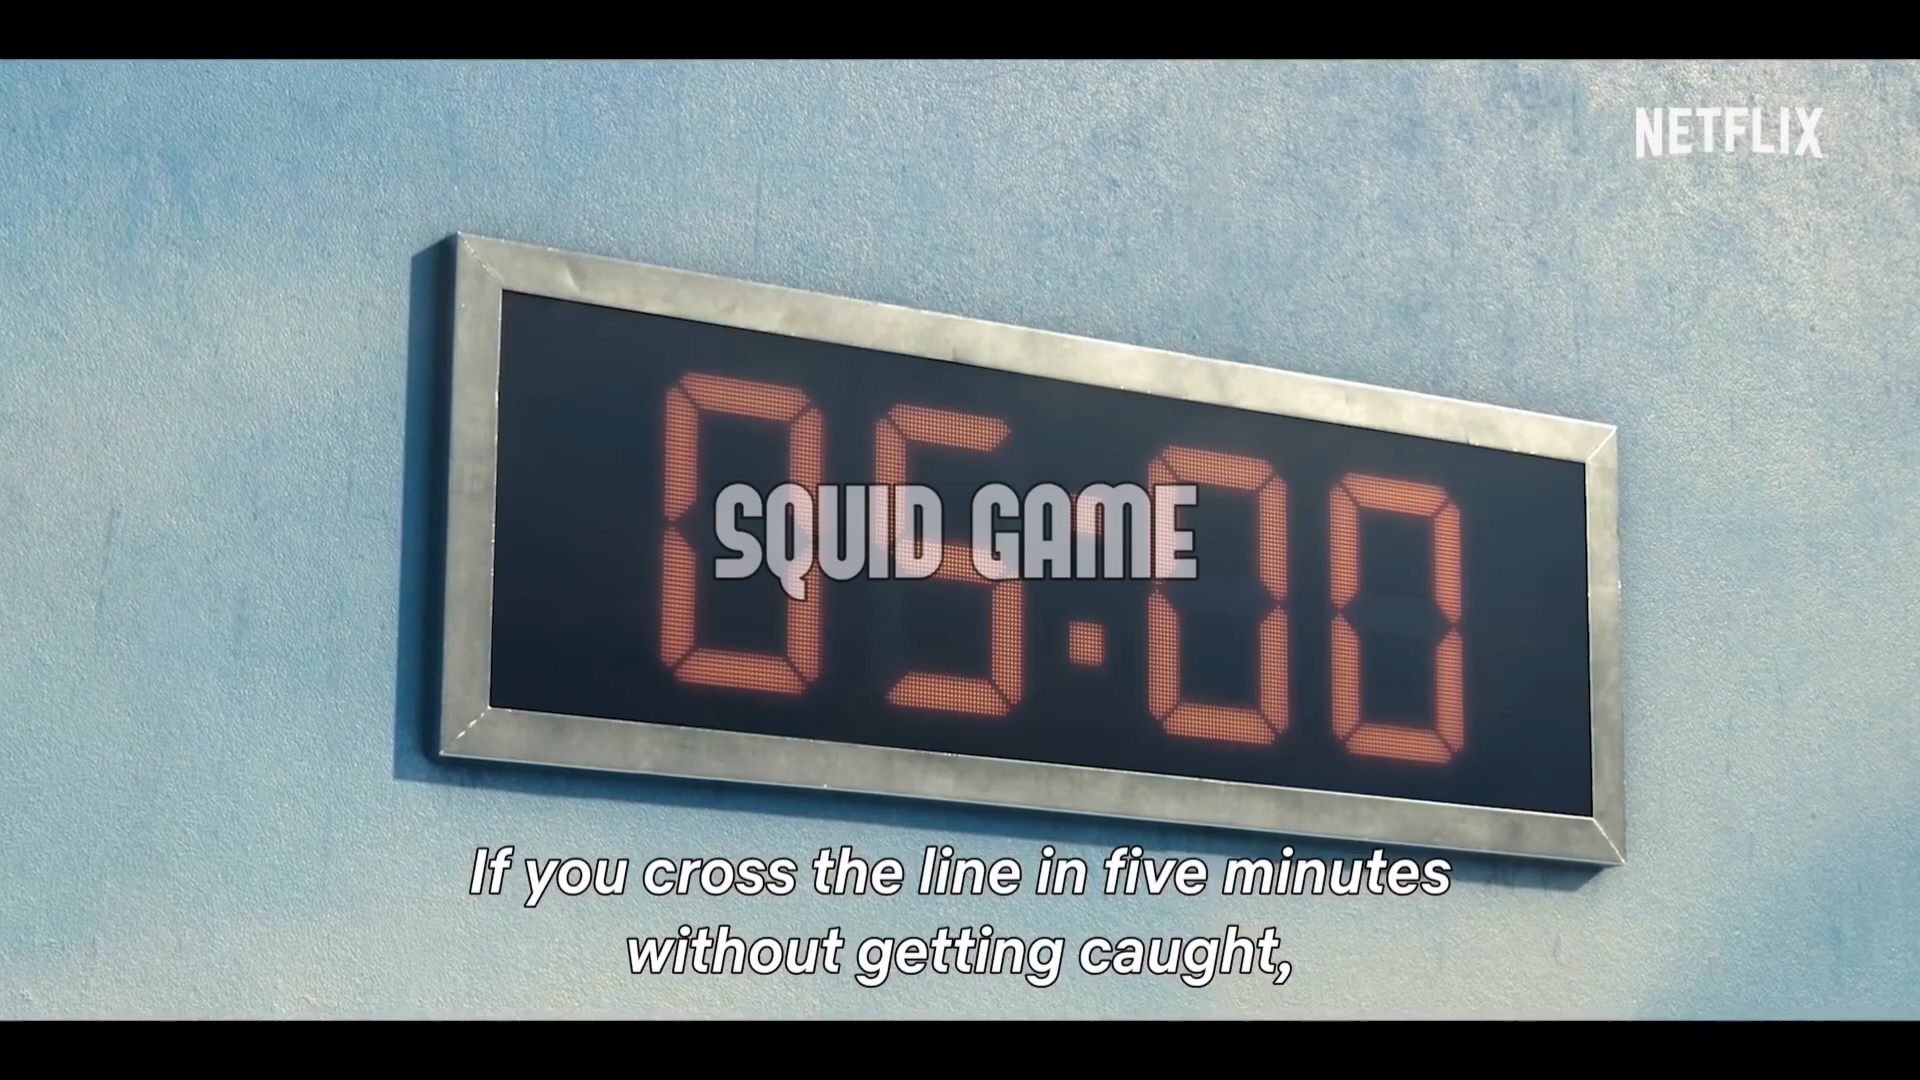 NETFLIX
05:00
SQUID GAME
If you cross the line in five minutes
without getting caught,